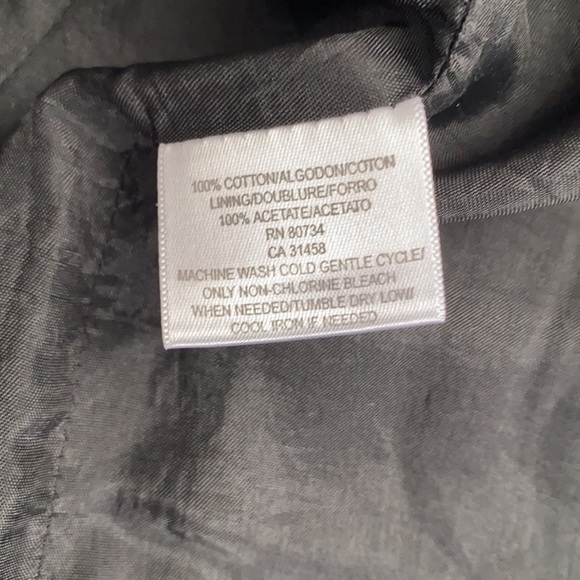 100% COTTON/ALGODON/COTON
LINING/DOUBLURE/FORRO
100% ACETATE/ACETATO
RN 80734
CA 31458
MACHINE WASH COLD GENTLE CYCLE/
ONLY NON-CHLORINE BLEACH
WHEN NEEDED/TUMBLE DRY LOW/
COOL IRON IF NEEDED